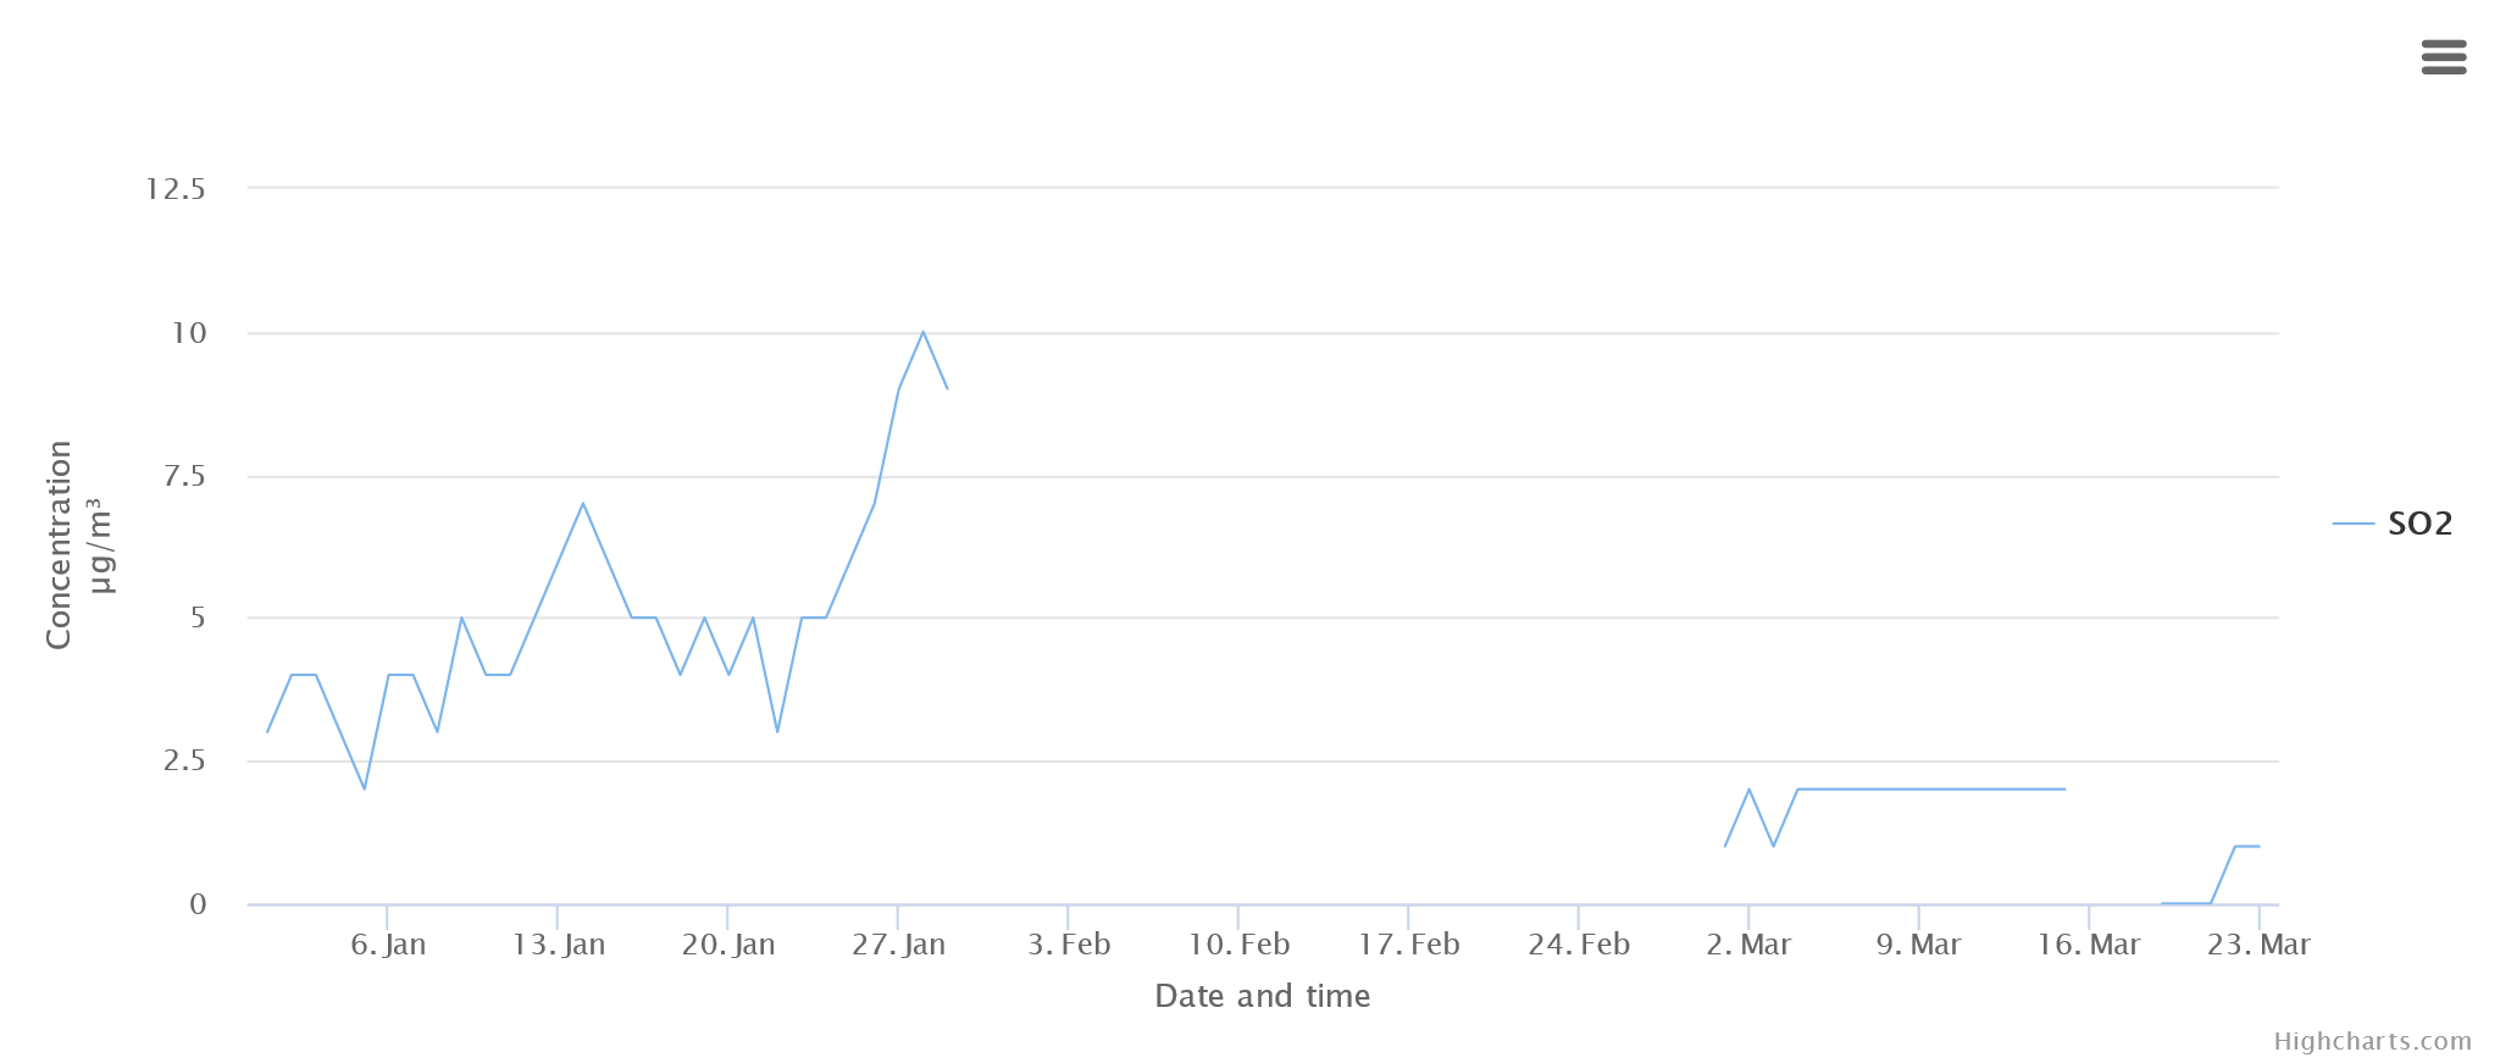 12.5
10
7.5
5
2.5
0
Concentration
µg/m³
6. Jan
13. Jan
20. Jan
27. Jan
3. Feb
10. Feb
17. Feb
24. Feb
2. Mar
9. Mar
16. Mar
23. Mar
Date and time
SO2
Highcharts.com